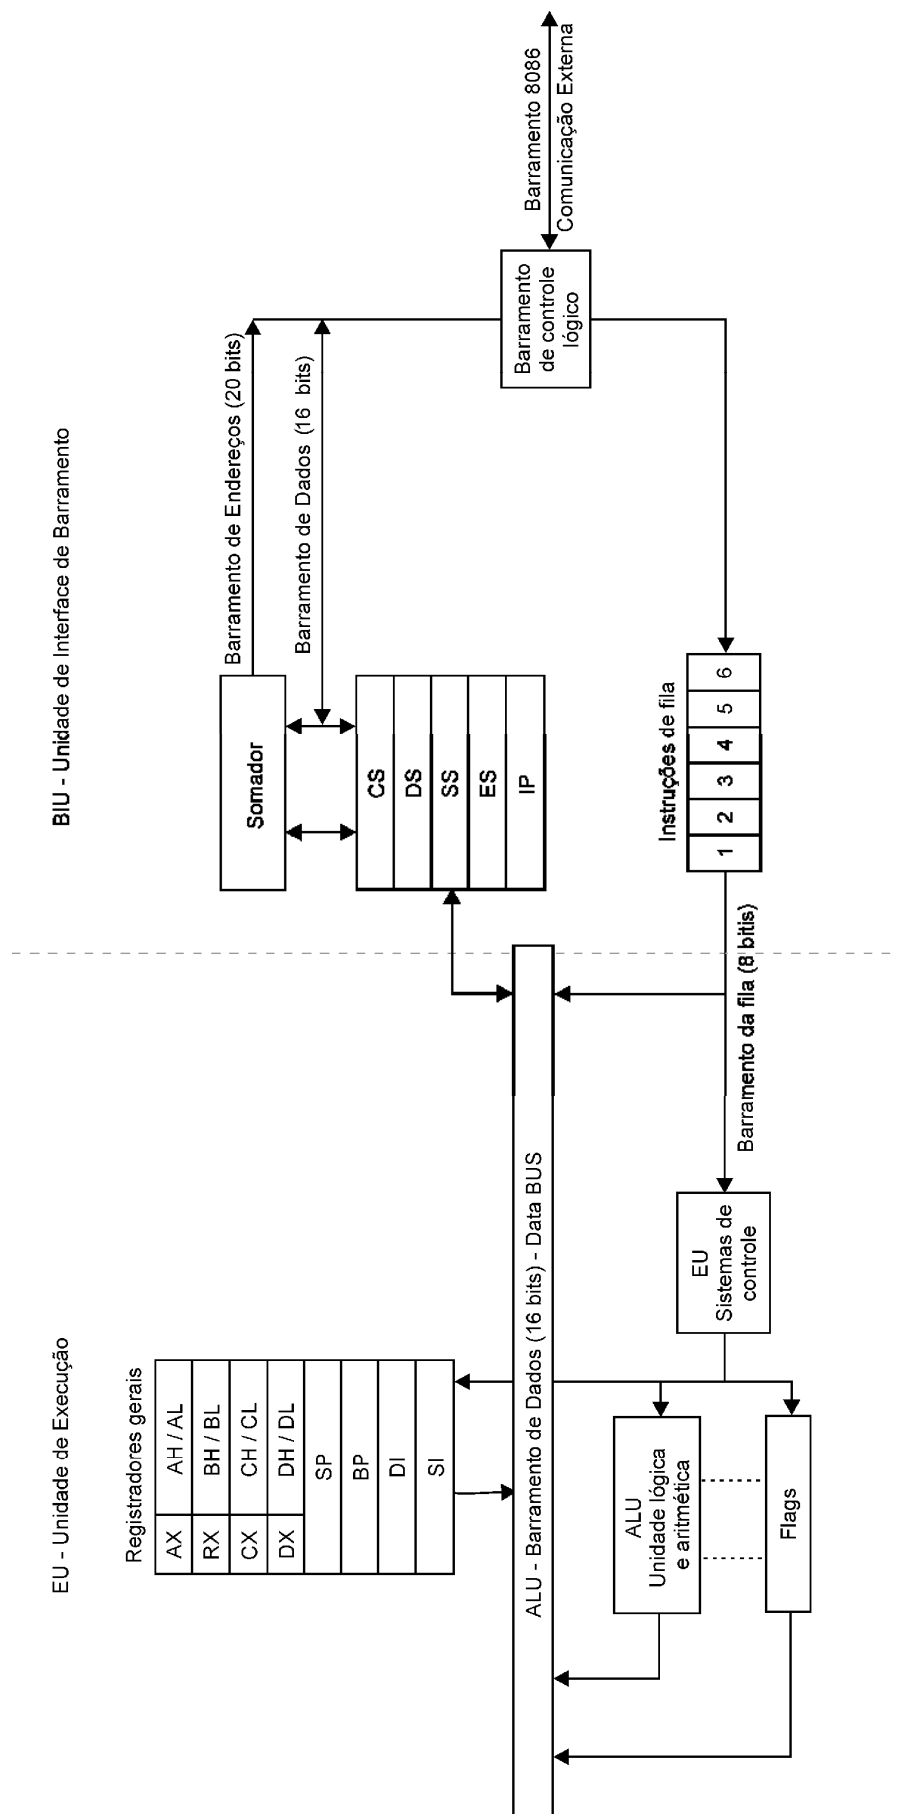 EU - Unidade de Execução
BIU - Unidade de Interface de Barramento
Registradores gerais
AX
AH / AL
RX
BH / BL
CX
CH / CL
DX
DH / DL
SP
BP
DI
SI
Somador
Barramento de Endereços (20 bits)
Barramento de Dados (16 bits)
CS
DS
SS
ES
IP
Barramento
de controle
lógico
Barramento 8086
Comunicação Externa
ALU - Barramento de Dados (16 bits) - Data BUS
ALU
Unidade lógica
e aritmética
Flags
EU
Sistemas de
controle
Barramento da fila (8 bitis)
Instruções de fila
1 2 3 4 5 6